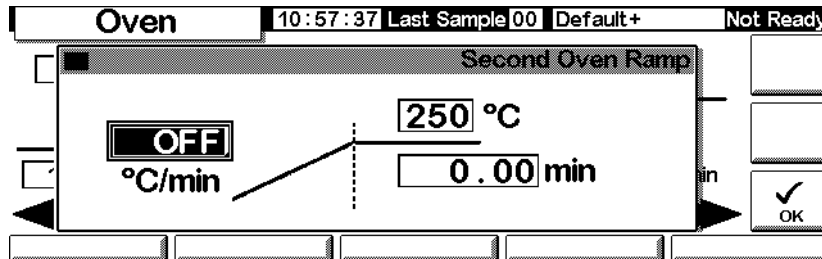 Oven 10:57:37 Last Sample 00 Default+ Not Ready
Second Oven Ramp
250 °C
OFF
0.00 min
°C/min
in
OK